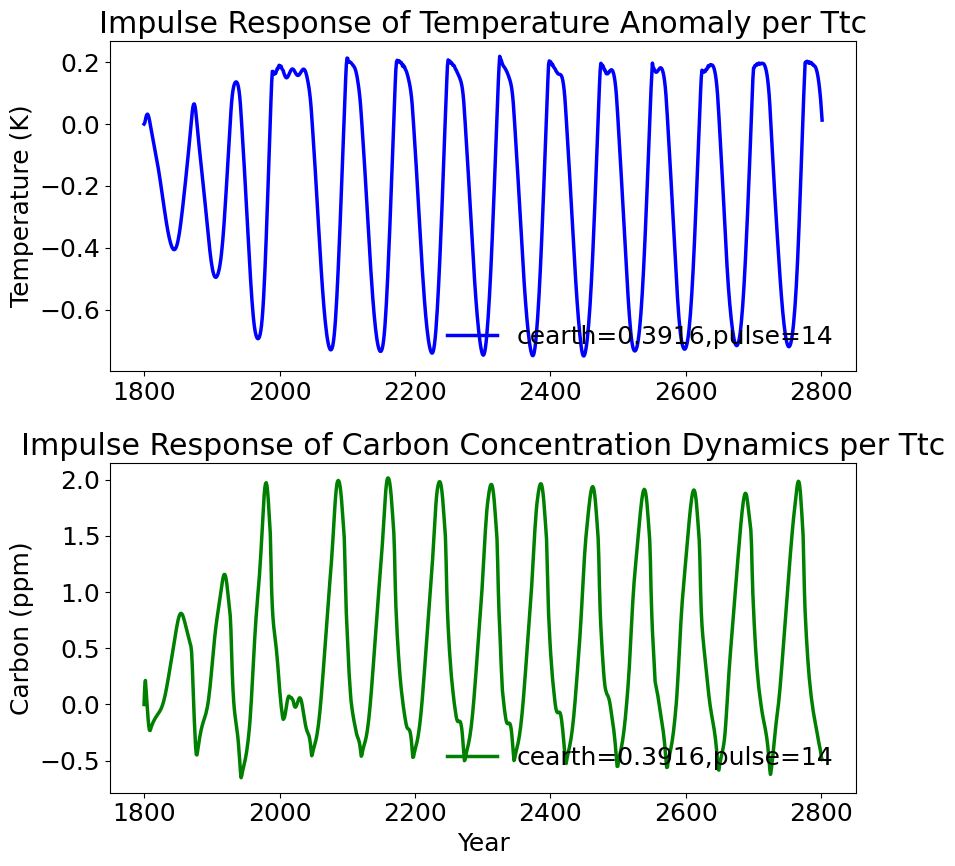 Impulse Response of Temperature Anomaly per Ttc
Temperature (K)
0.2
0.0
−0.2
−0.4
−0.6
cearth=0.3916,pulse=14
1800 2000 2200 2400 2600 2800
Impulse Response of Carbon Concentration Dynamics per Ttc
Carbon (ppm)
2.0
1.5
1.0
0.5
0.0
−0.5
cearth=0.3916,pulse=14
1800 2000 2200 2400 2600 2800
Year